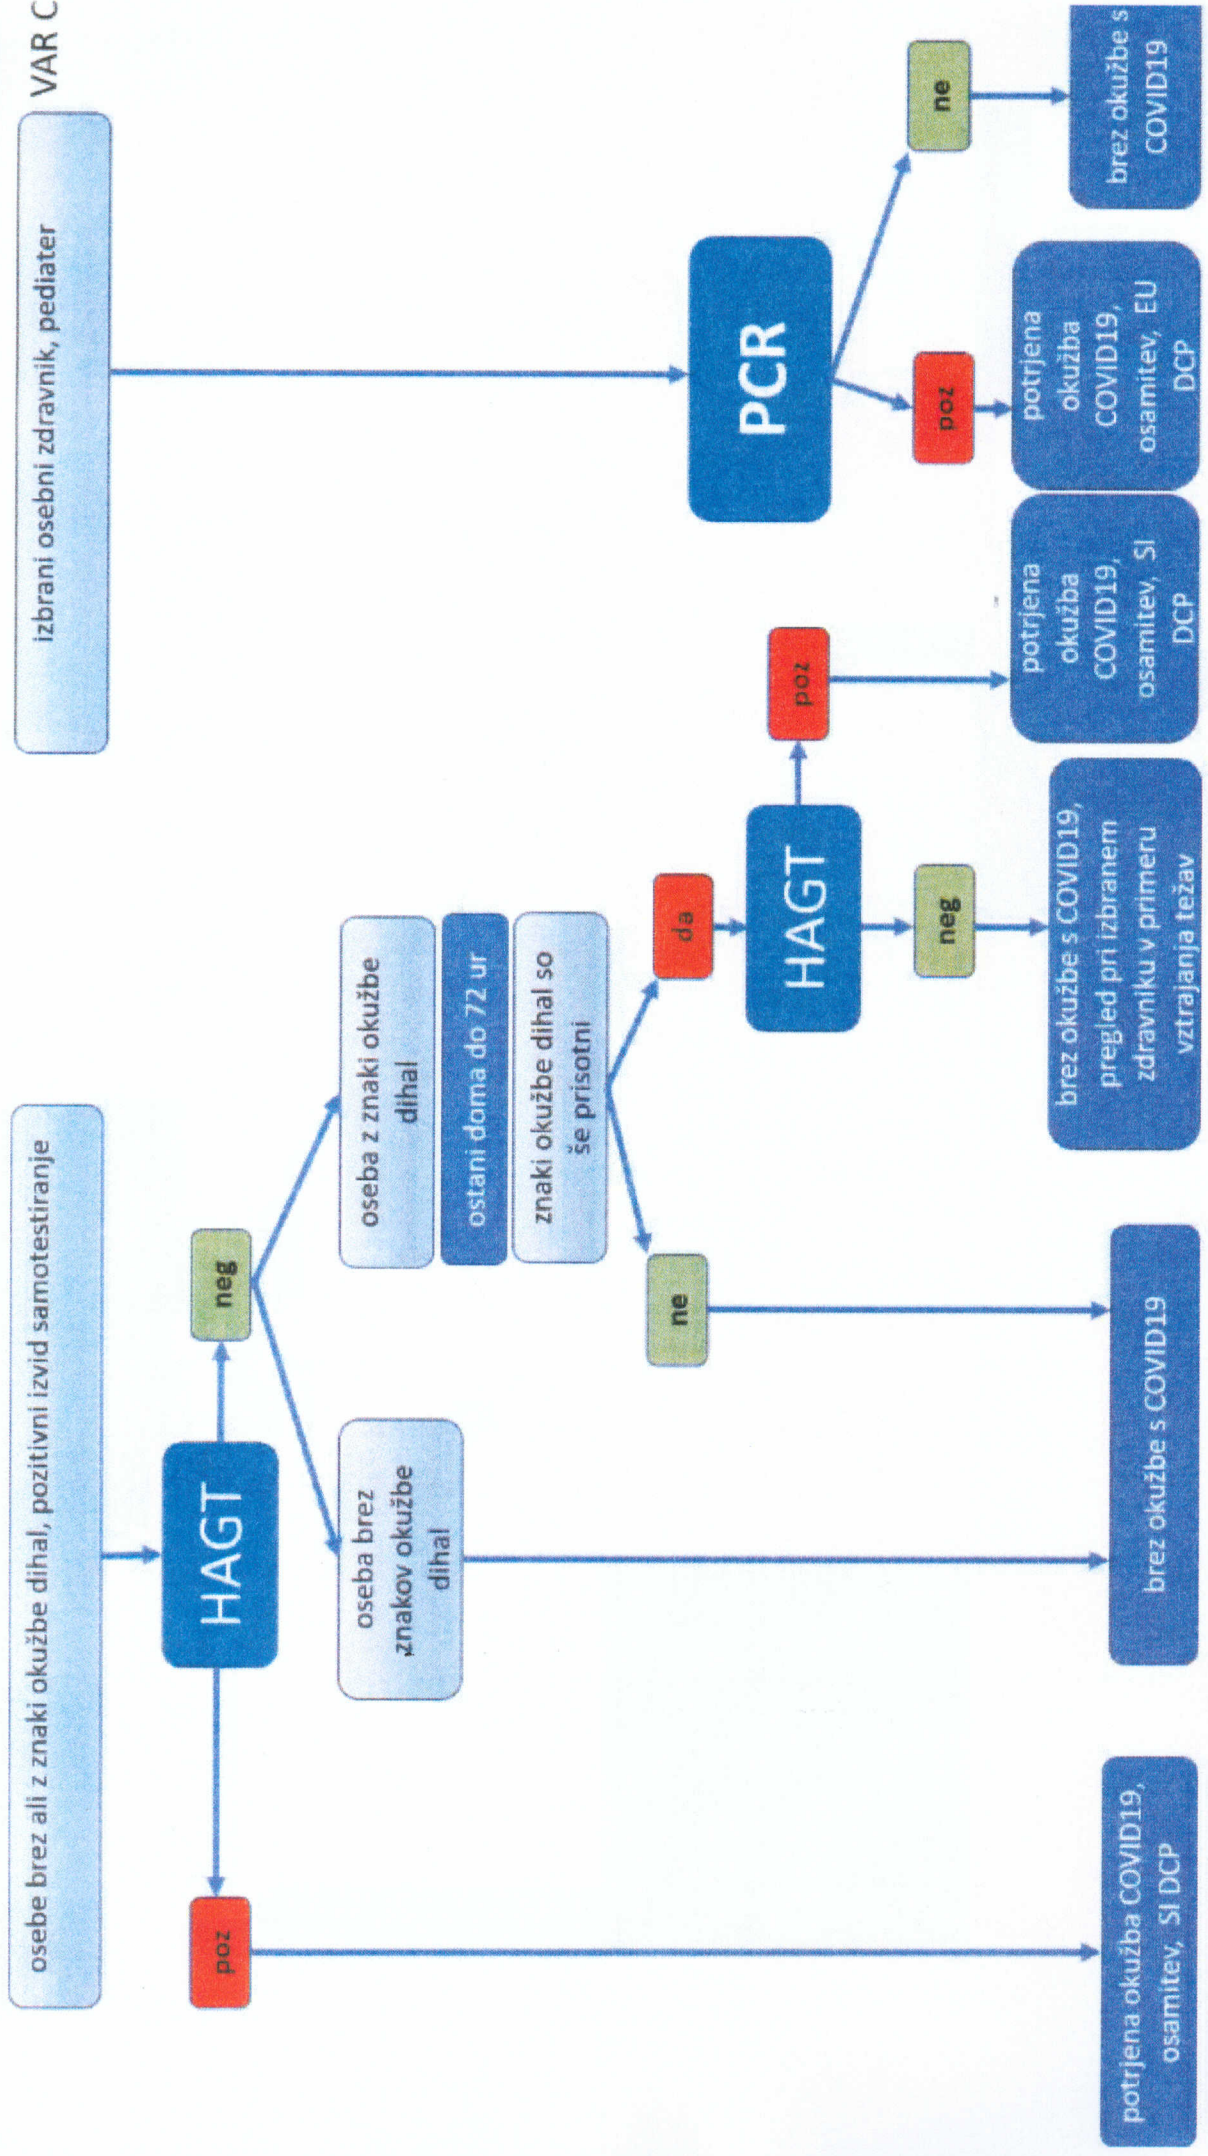 VAR C
osebe brez ali z znaki okužbe dihal, pozitivni izvid samotestiranje
izbrani osebni zdravnik, pediater
HAGT
poz
neg
oseba brez
znakov okužbe
dihal
oseba z znaki okužbe
dihal
ostani doma do 72 ur
znaki okužbe dihal so
še prisotni
ne
da
HAGT
poz
neg
PCR
poz
ne
potrjena okužba COVID19,
osamitev, SI DCP
brez okužbe s COVID19
brez okužbe s COVID19,
pregled pri izbranem
zdravniku v primeru
vztrajanja težav
potrjena
okužba
COVID19,
osamitev, SI
DCP
potrjena
okužba
COVID19,
osamitev, EU
DCP
brez okužbe s
COVID19